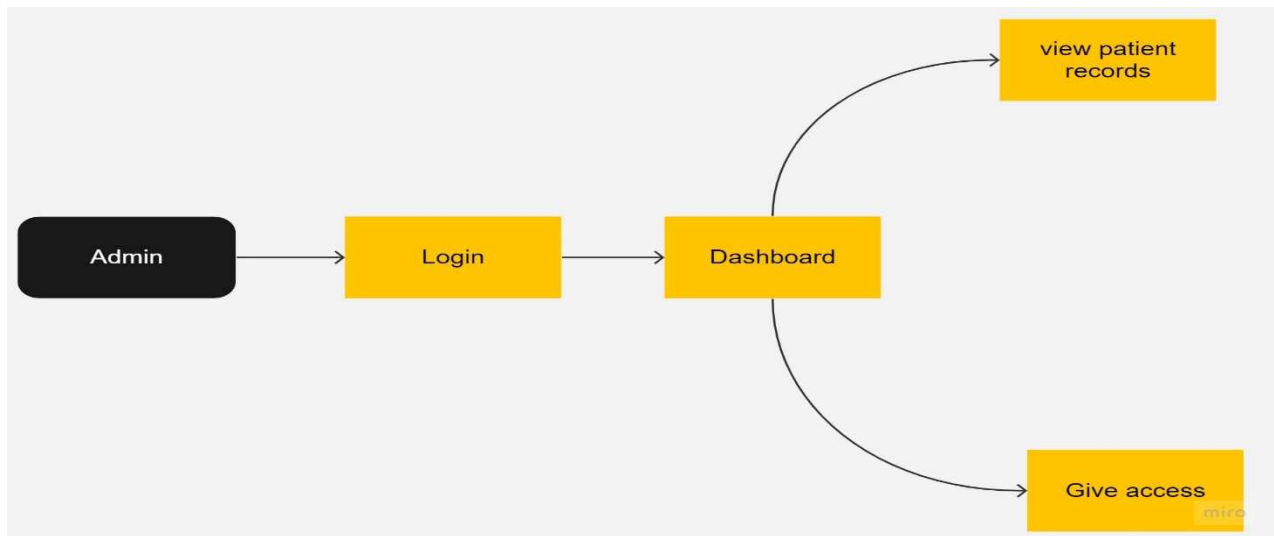 view patient
records
Admin
Login
Dashboard
Give access
miro